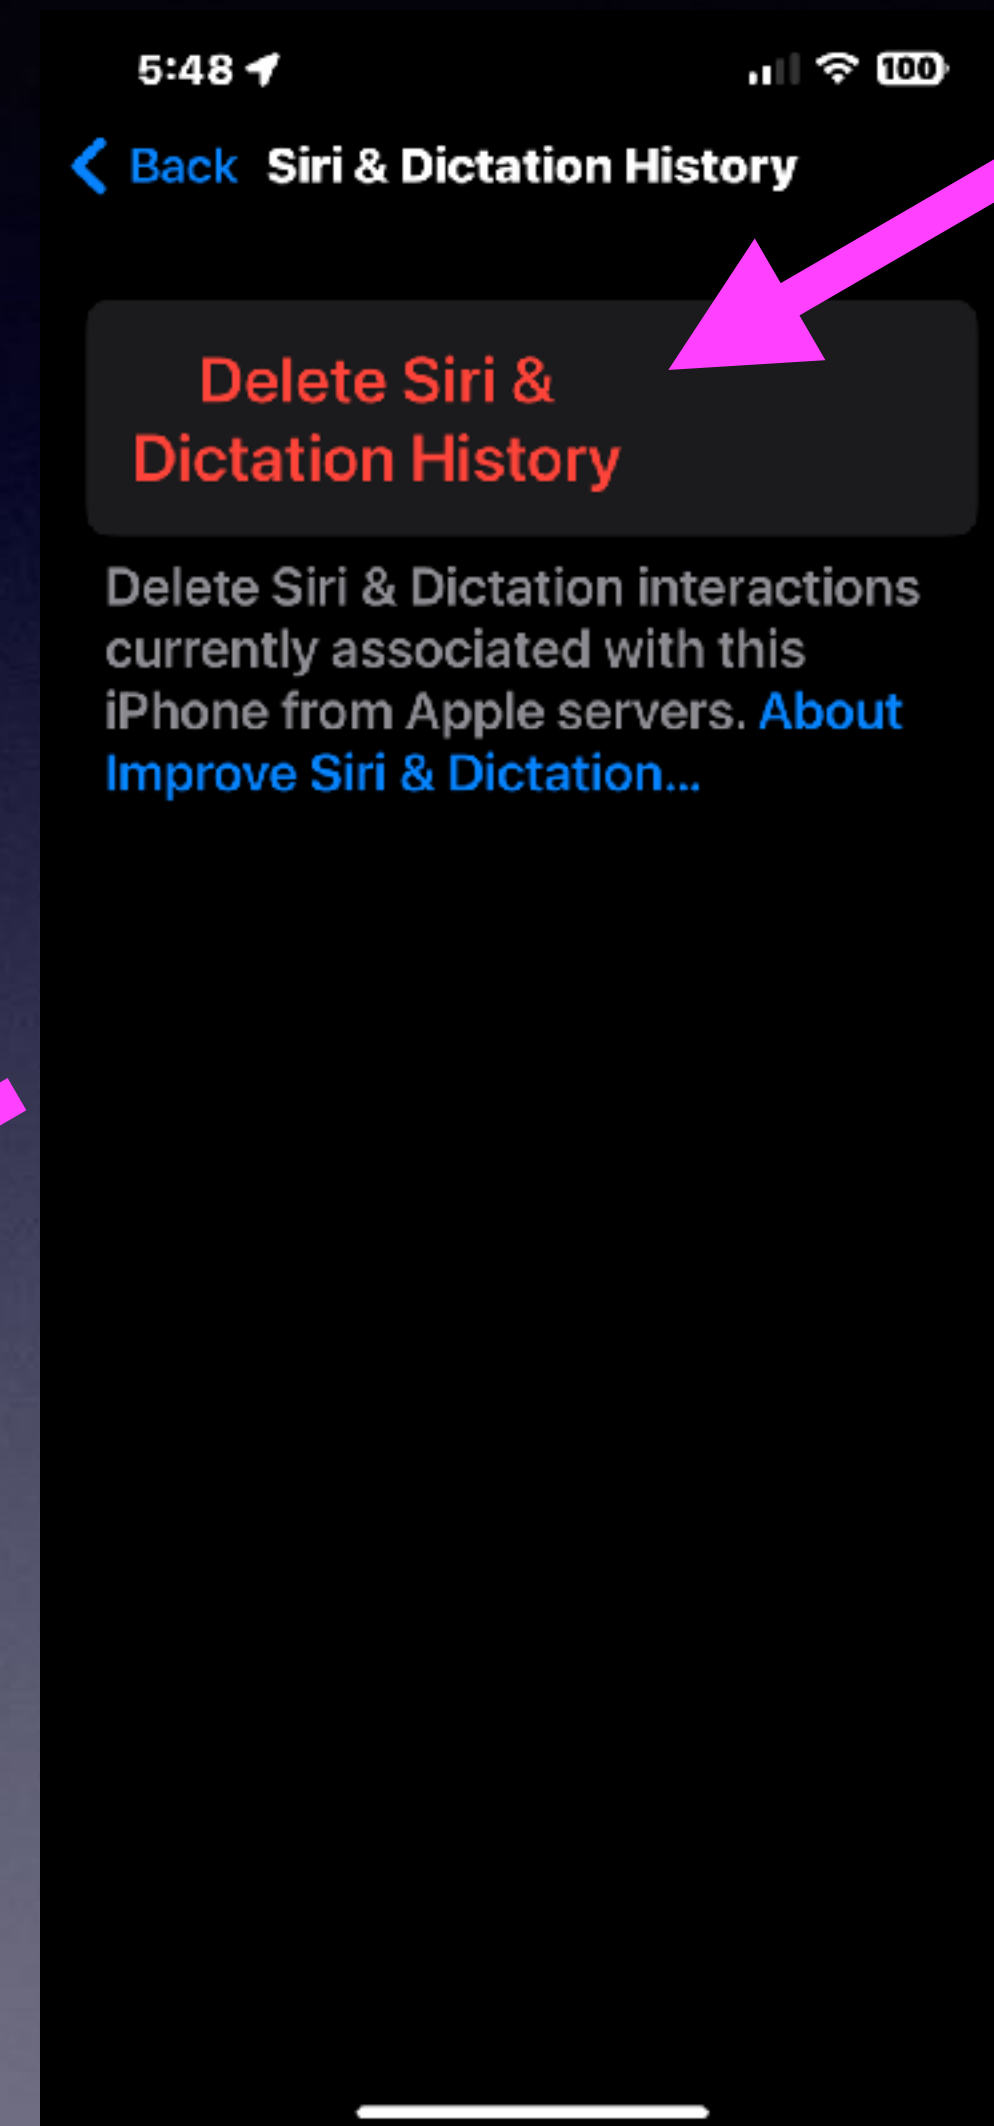 5:48
100
Back Siri & Dictation History
Delete Siri &
Dictation History
Delete Siri & Dictation interactions
currently associated with this
iPhone from Apple servers. About
Improve Siri & Dictation...